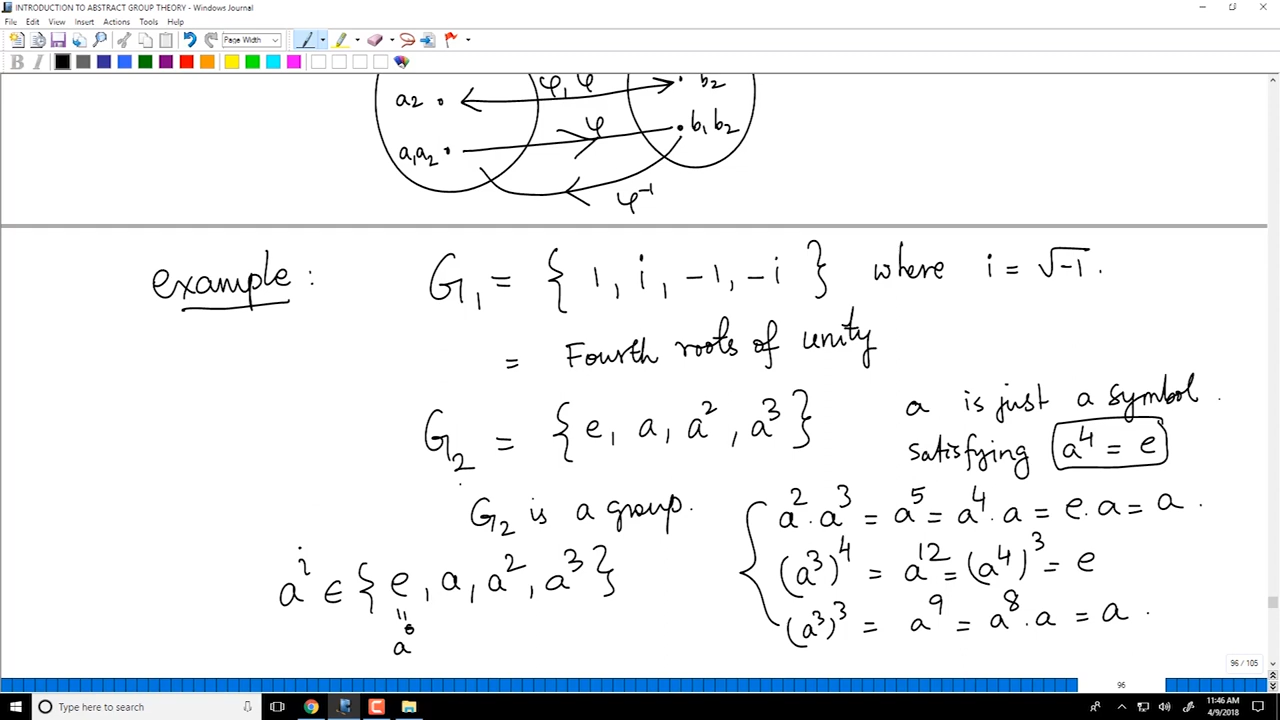 INTRODUCTION TO ABSTRACT GROUP THEORY - Windows Journal
File Edit View Insert Actions Tools Help
Page Width
B I
a2 φ, φ b2
a1a2 φ b1b2
φ⁻¹
example : G₁ = { 1, i, -1, -i } where i = √-1 .
= Fourth roots of unity
G₂ = { e, a, a², a³ } a is just a symbol .
satisfying a⁴ = e
G₂ is a group.
a² · a³ = a⁵ = a⁴ · a = e · a = a .
(a³)⁴ = a¹² = (a⁴)³ = e
(a³)³ = a⁹ = a⁸ · a = a .
aⁱ ∈ { e, a, a², a³ }
=
a⁰
96 / 105
96
Type here to search
11:46 AM
4/9/2018